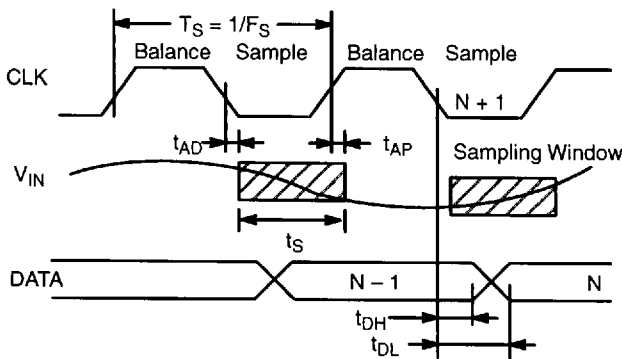 T_S = 1/F_S
Balance Sample Balance Sample
CLK
N + 1
t_AD t_AP
Sampling Window
V_IN
t_S
DATA
N – 1 N
t_DH
t_DL